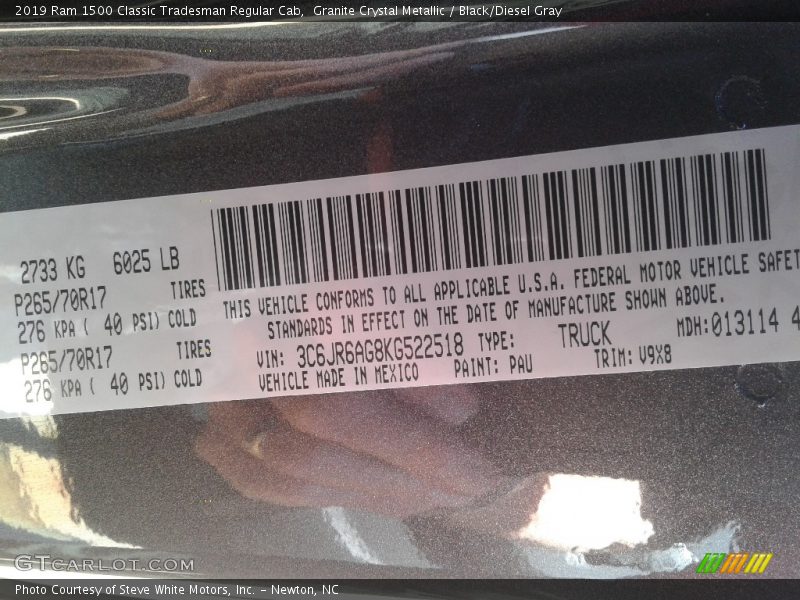 2019 Ram 1500 Classic Tradesman Regular Cab,  Granite Crystal Metallic / Black/Diesel Gray
2733 KG 6025 LB
P265/70R17 TIRES
276 KPA ( 40 PSI) COLD
P265/70R17 TIRES
276 KPA ( 40 PSI) COLD
THIS VEHICLE CONFORMS TO ALL APPLICABLE U.S.A. FEDERAL MOTOR VEHICLE SAFET
STANDARDS IN EFFECT ON THE DATE OF MANUFACTURE SHOWN ABOVE.
VIN: 3C6JR6AG8KG522518 TYPE: TRUCK MDH:013114 4
VEHICLE MADE IN MEXICO PAINT: PAU TRIM: V9X8
GTCARLOT.COM
Photo Courtesy of Steve White Motors, Inc. – Newton, NC